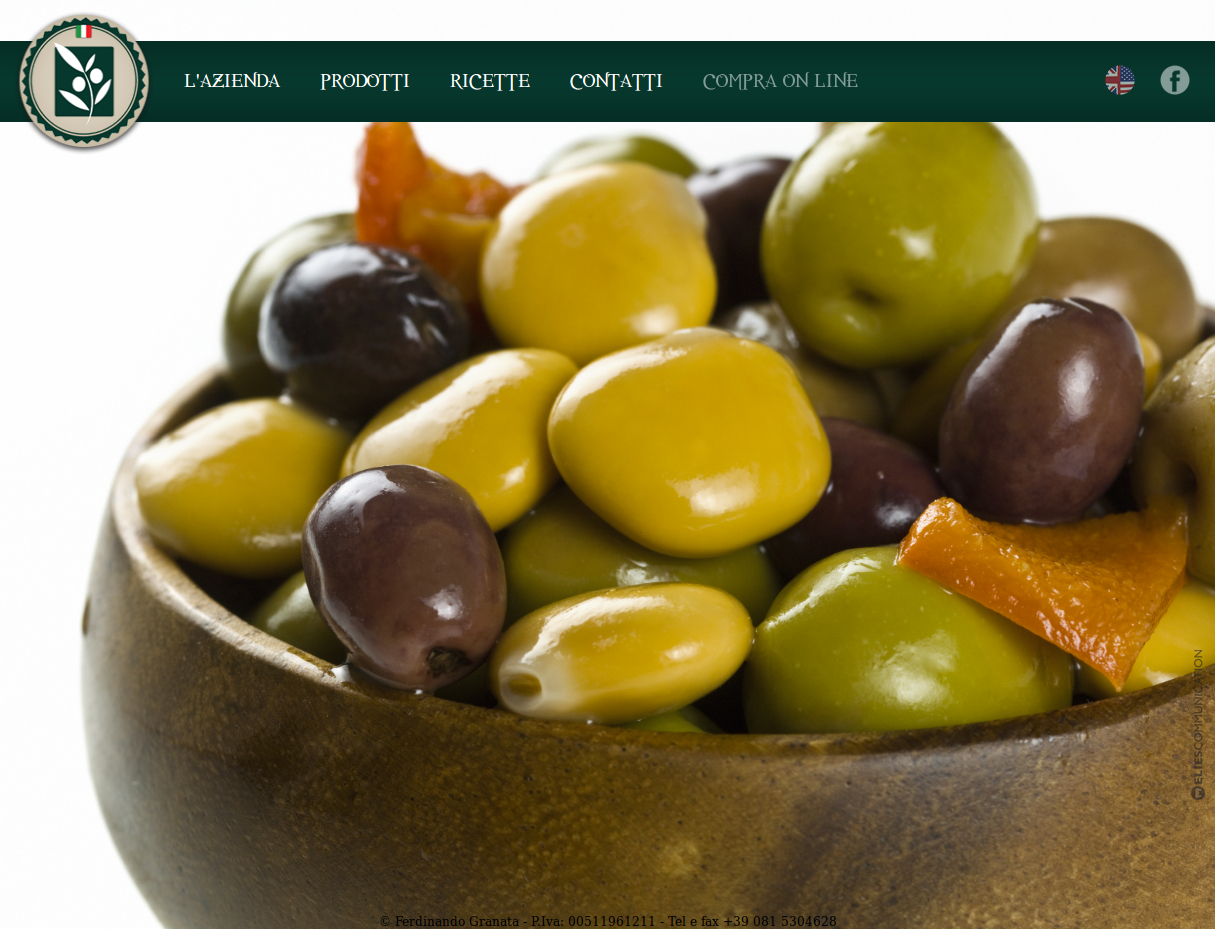 L'AZIENDA
PRODOTTI
RICETTE
CONTATTI
COMPRA ON LINE
ELIESCOMMUNICATION
© Ferdinando Granata - P.Iva: 00511961211 - Tel e fax +39 081 5304628